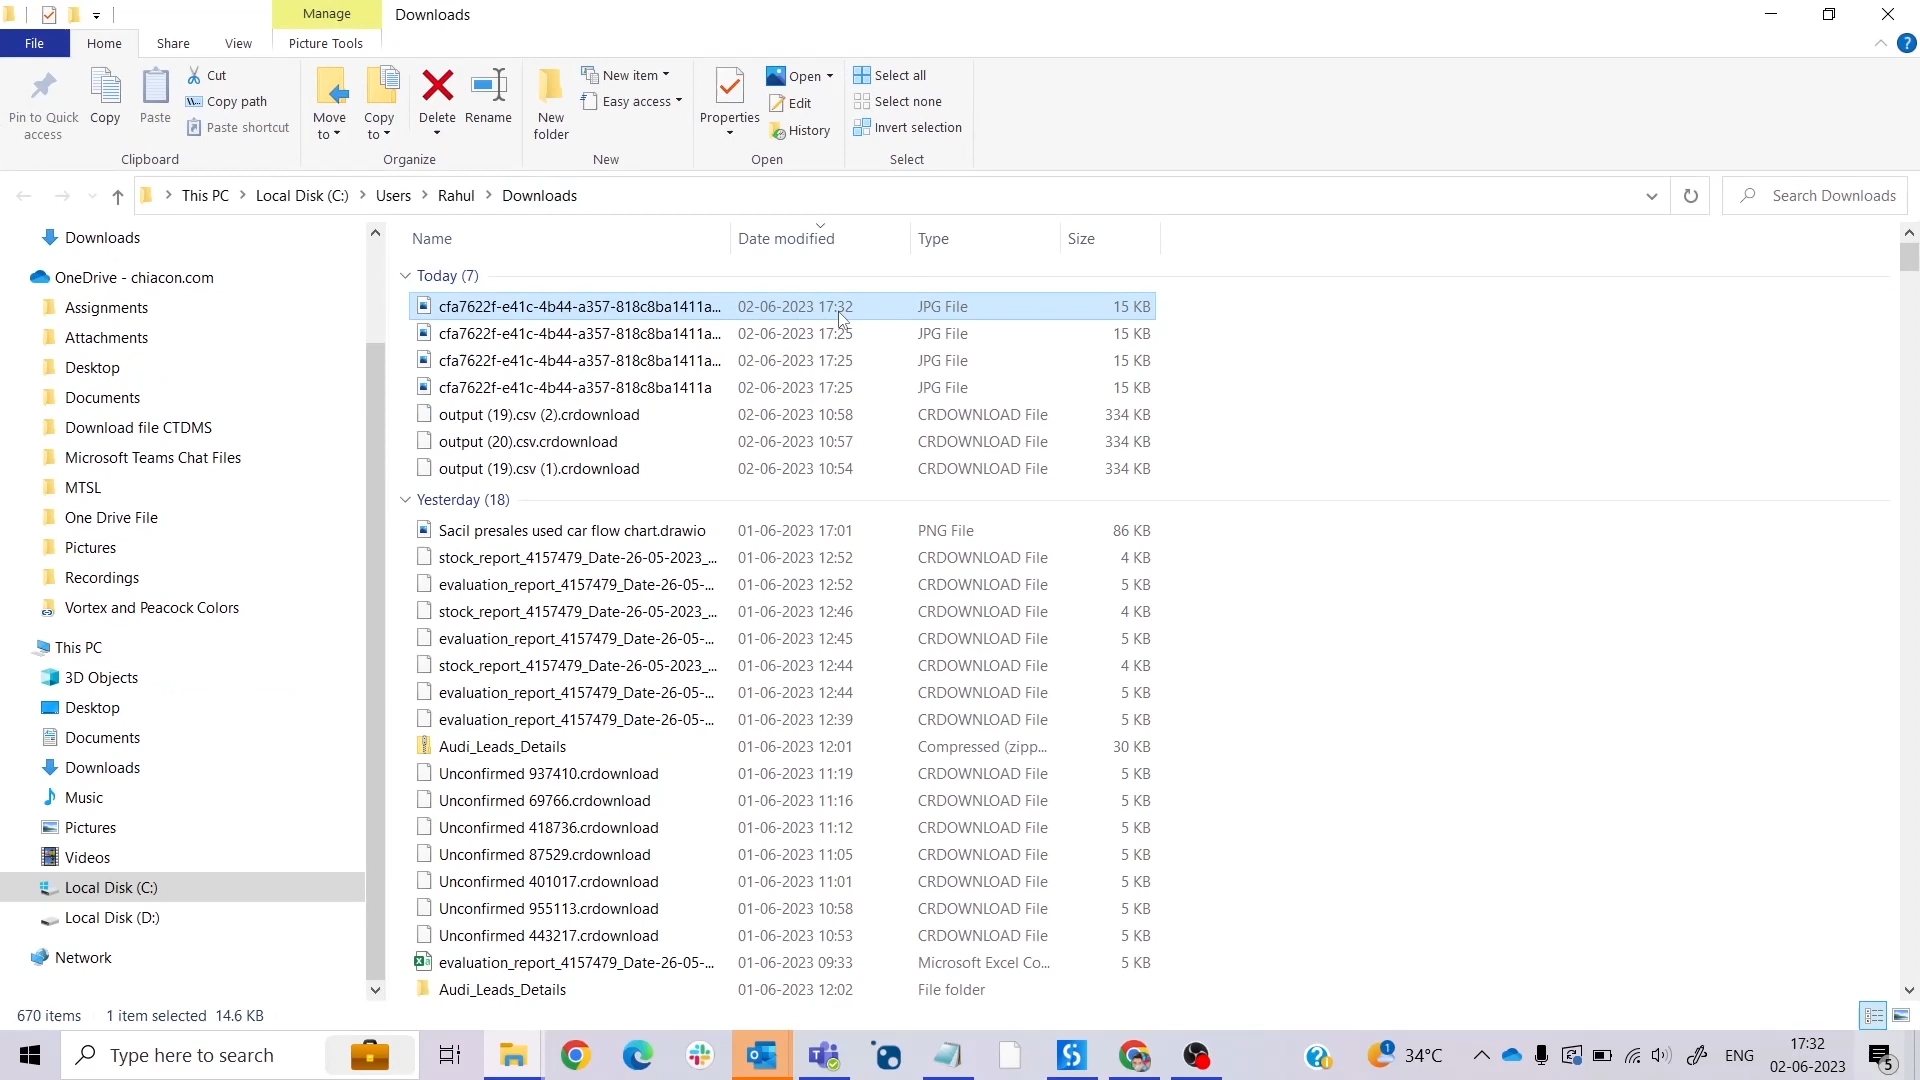 Manage
Downloads
File
Home
Share
View
Picture Tools
Pin to Quick access
Copy
Paste
Cut
Copy path
Paste shortcut
Clipboard
Move to
Copy to
Delete
Rename
Organize
New folder
New item
Easy access
New
Properties
Open
Edit
History
Open
Select all
Select none
Invert selection
Select
This PC
Local Disk (C:)
Users
Rahul
Downloads
Search Downloads
Downloads
OneDrive - chiacon.com
Assignments
Attachments
Desktop
Documents
Download file CTDMS
Microsoft Teams Chat Files
MTSL
One Drive File
Pictures
Recordings
Vortex and Peacock Colors
This PC
3D Objects
Desktop
Documents
Downloads
Music
Pictures
Videos
Local Disk (C:)
Local Disk (D:)
Network
Name Date modified Type Size
Today (7)
cfa7622f-e41c-4b44-a357-818c8ba1411a... 02-06-2023 17:32 JPG File 15 KB
cfa7622f-e41c-4b44-a357-818c8ba1411a... 02-06-2023 17:25 JPG File 15 KB
cfa7622f-e41c-4b44-a357-818c8ba1411a... 02-06-2023 17:25 JPG File 15 KB
cfa7622f-e41c-4b44-a357-818c8ba1411a 02-06-2023 17:25 JPG File 15 KB
output (19).csv (2).crdownload 02-06-2023 10:58 CRDOWNLOAD File 334 KB
output (20).csv.crdownload 02-06-2023 10:57 CRDOWNLOAD File 334 KB
output (19).csv (1).crdownload 02-06-2023 10:54 CRDOWNLOAD File 334 KB
Yesterday (18)
Sacil presales used car flow chart.drawio 01-06-2023 17:01 PNG File 86 KB
stock_report_4157479_Date-26-05-2023_... 01-06-2023 12:52 CRDOWNLOAD File 4 KB
evaluation_report_4157479_Date-26-05-... 01-06-2023 12:52 CRDOWNLOAD File 5 KB
stock_report_4157479_Date-26-05-2023_... 01-06-2023 12:46 CRDOWNLOAD File 4 KB
evaluation_report_4157479_Date-26-05-... 01-06-2023 12:45 CRDOWNLOAD File 5 KB
stock_report_4157479_Date-26-05-2023_... 01-06-2023 12:44 CRDOWNLOAD File 4 KB
evaluation_report_4157479_Date-26-05-... 01-06-2023 12:44 CRDOWNLOAD File 5 KB
evaluation_report_4157479_Date-26-05-... 01-06-2023 12:39 CRDOWNLOAD File 5 KB
Audi_Leads_Details 01-06-2023 12:01 Compressed (zipp... 30 KB
Unconfirmed 937410.crdownload 01-06-2023 11:19 CRDOWNLOAD File 5 KB
Unconfirmed 69766.crdownload 01-06-2023 11:16 CRDOWNLOAD File 5 KB
Unconfirmed 418736.crdownload 01-06-2023 11:12 CRDOWNLOAD File 5 KB
Unconfirmed 87529.crdownload 01-06-2023 11:05 CRDOWNLOAD File 5 KB
Unconfirmed 401017.crdownload 01-06-2023 11:01 CRDOWNLOAD File 5 KB
Unconfirmed 955113.crdownload 01-06-2023 10:58 CRDOWNLOAD File 5 KB
Unconfirmed 443217.crdownload 01-06-2023 10:53 CRDOWNLOAD File 5 KB
evaluation_report_4157479_Date-26-05-... 01-06-2023 09:33 Microsoft Excel Co... 5 KB
Audi_Leads_Details 01-06-2023 12:02 File folder
670 items 1 item selected 14.6 KB
Type here to search
1
34°C
ENG
17:32
02-06-2023
5